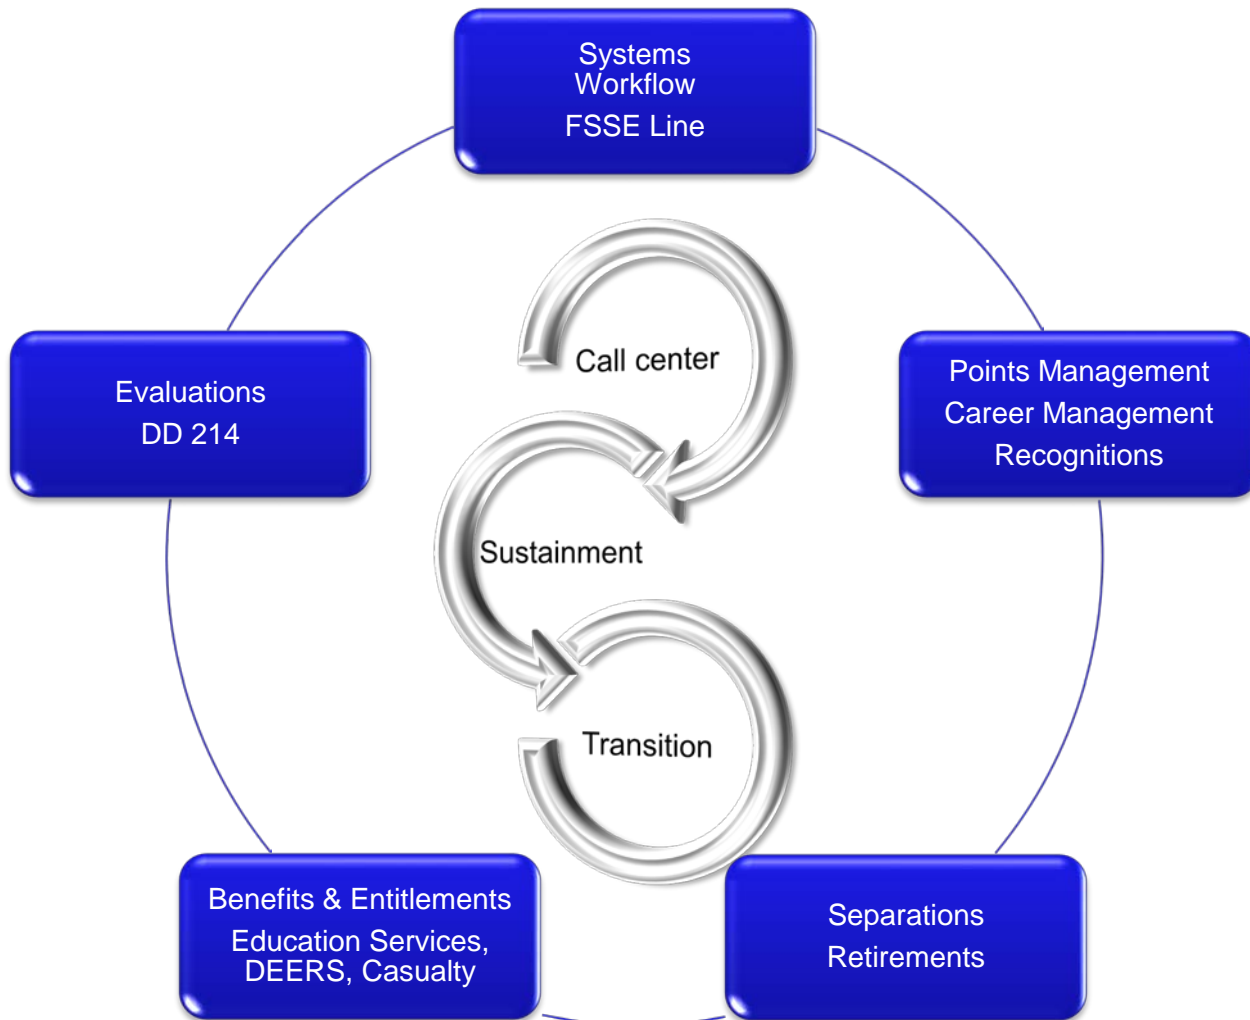 Systems
Workflow
FSSE Line
Call center
Evaluations
DD 214
Points Management
Career Management
Recognitions
Sustainment
Transition
Benefits & Entitlements
Education Services,
DEERS, Casualty
Separations
Retirements